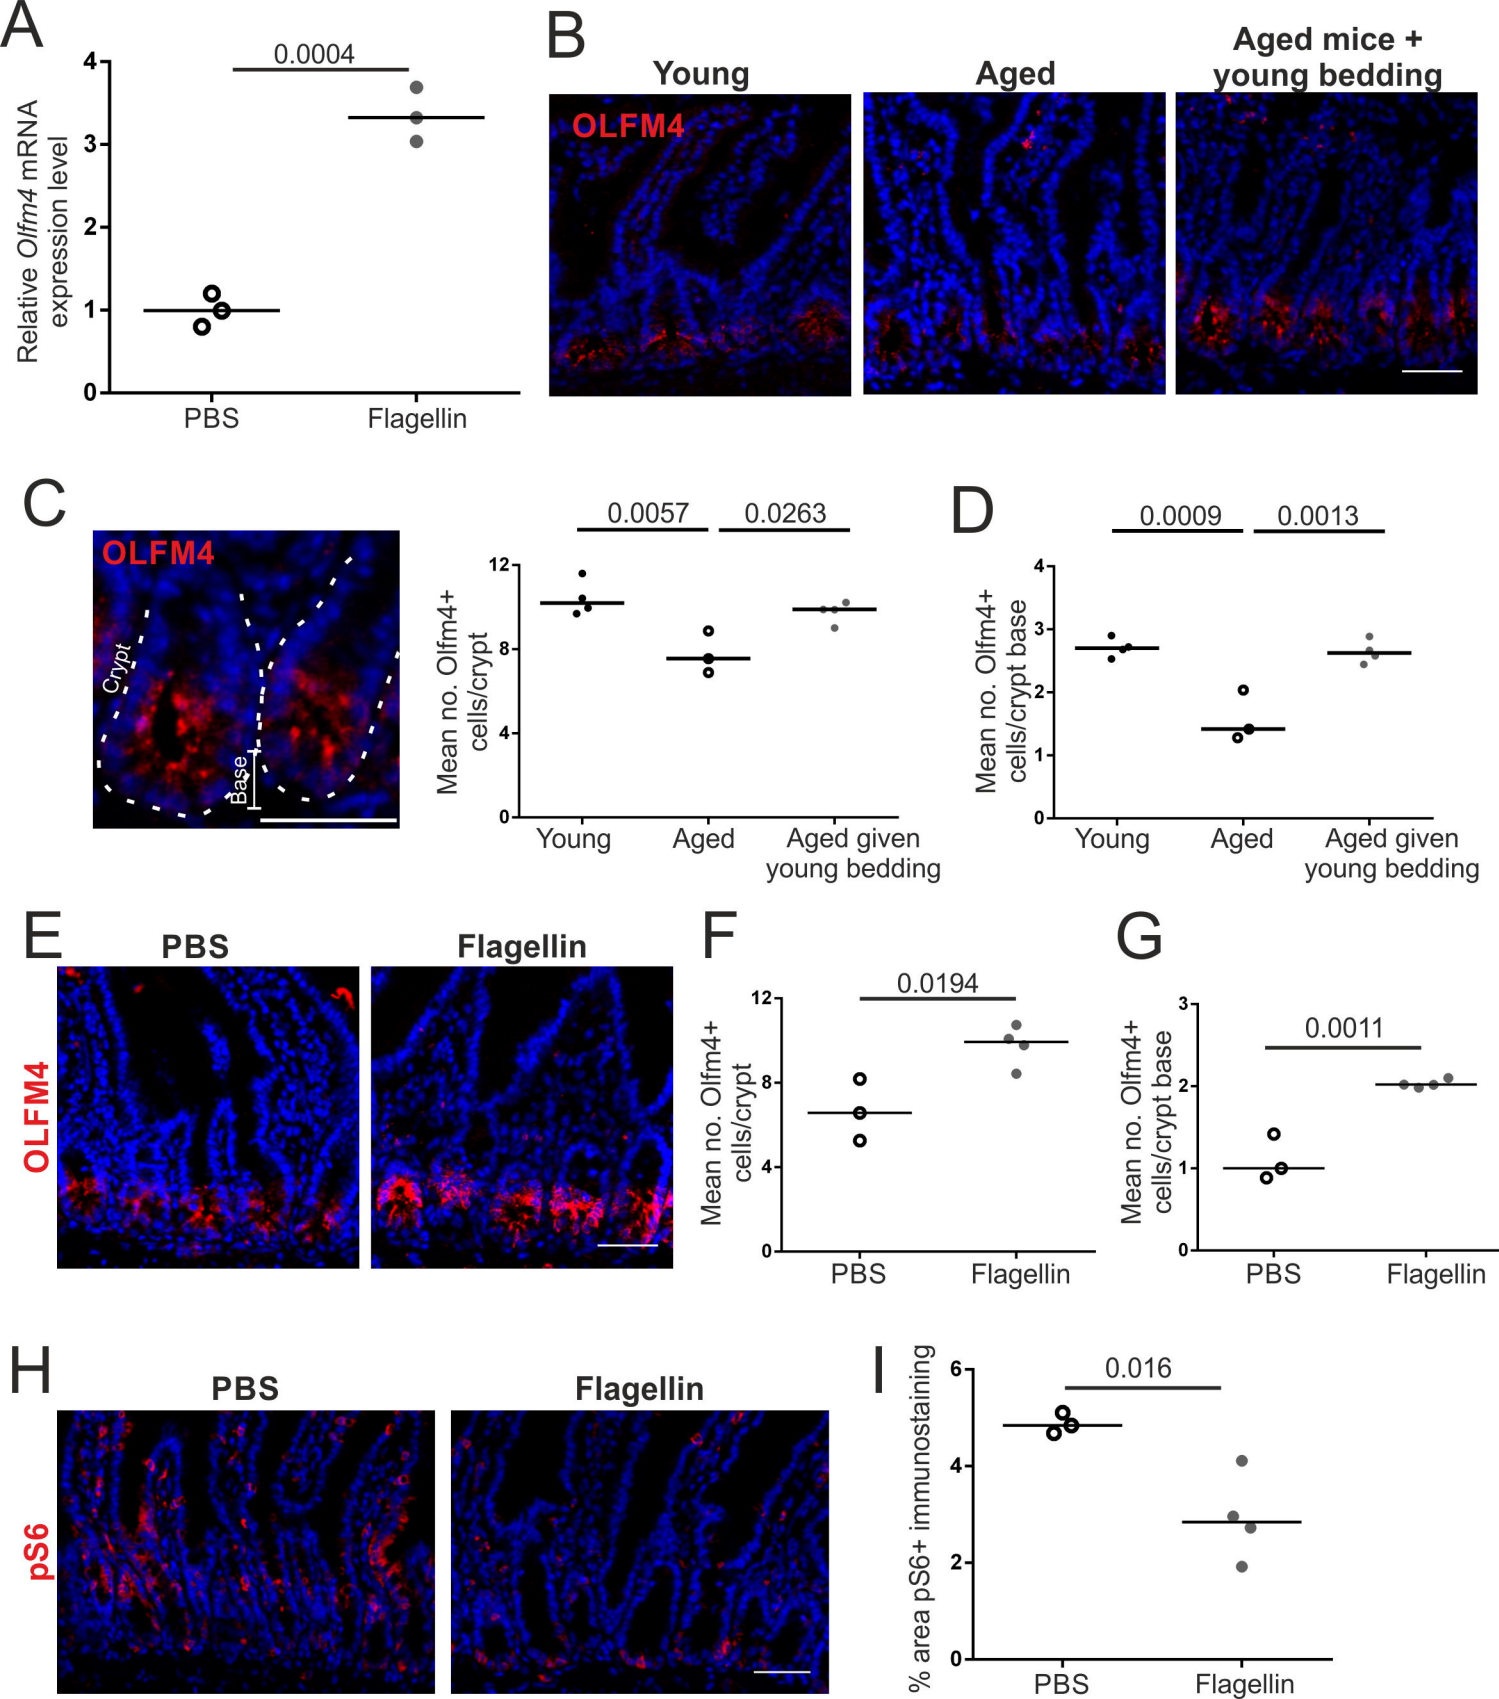 A
0.0004
Relative Olfm4 mRNA
expression level
4
3
2
1
0
PBS
Flagellin
B
Young
Aged
Aged mice +
young bedding
OLFM4
C
OLFM4
Crypt
Base
0.0057
0.0263
Mean no. Olfm4+
cells/crypt
12
8
4
0
Young
Aged
Aged given
young bedding
D
0.0009
0.0013
Mean no. Olfm4+
cells/crypt base
4
3
2
1
0
Young
Aged
Aged given
young bedding
E
PBS
Flagellin
OLFM4
F
0.0194
Mean no. Olfm4+
cells/crypt
12
8
4
0
PBS
Flagellin
G
0.0011
Mean no. Olfm4+
cells/crypt base
3
2
1
0
PBS
Flagellin
H
PBS
Flagellin
pS6
I
0.016
% area pS6+ immunostaining
6
4
2
0
PBS
Flagellin